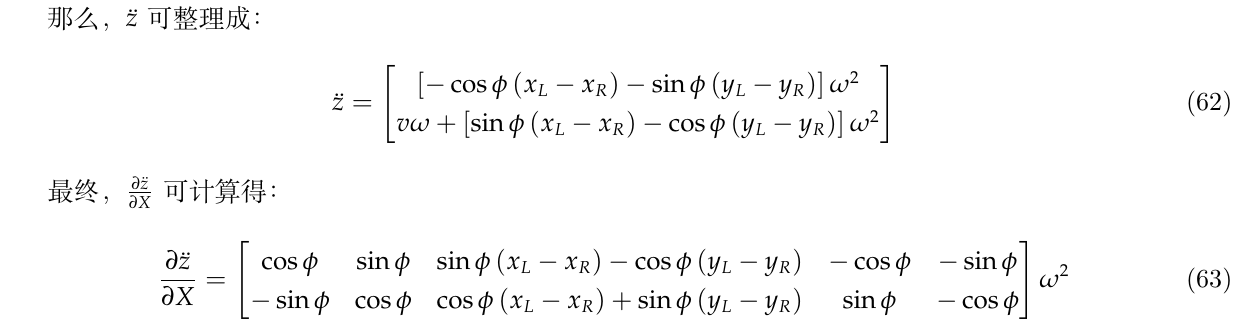 那么，z̈ 可整理成：
z̈ = [ [− cos ϕ (x_L − x_R) − sin ϕ (y_L − y_R)] ω²
vω + [sin ϕ (x_L − x_R) − cos ϕ (y_L − y_R)] ω² ] (62)
最终，∂z̈/∂X 可计算得：
∂z̈/∂X = [ cos ϕ  sin ϕ  sin ϕ (x_L − x_R) − cos ϕ (y_L − y_R)  − cos ϕ  − sin ϕ
− sin ϕ  cos ϕ  cos ϕ (x_L − x_R) + sin ϕ (y_L − y_R)  sin ϕ  − cos ϕ ] ω² (63)